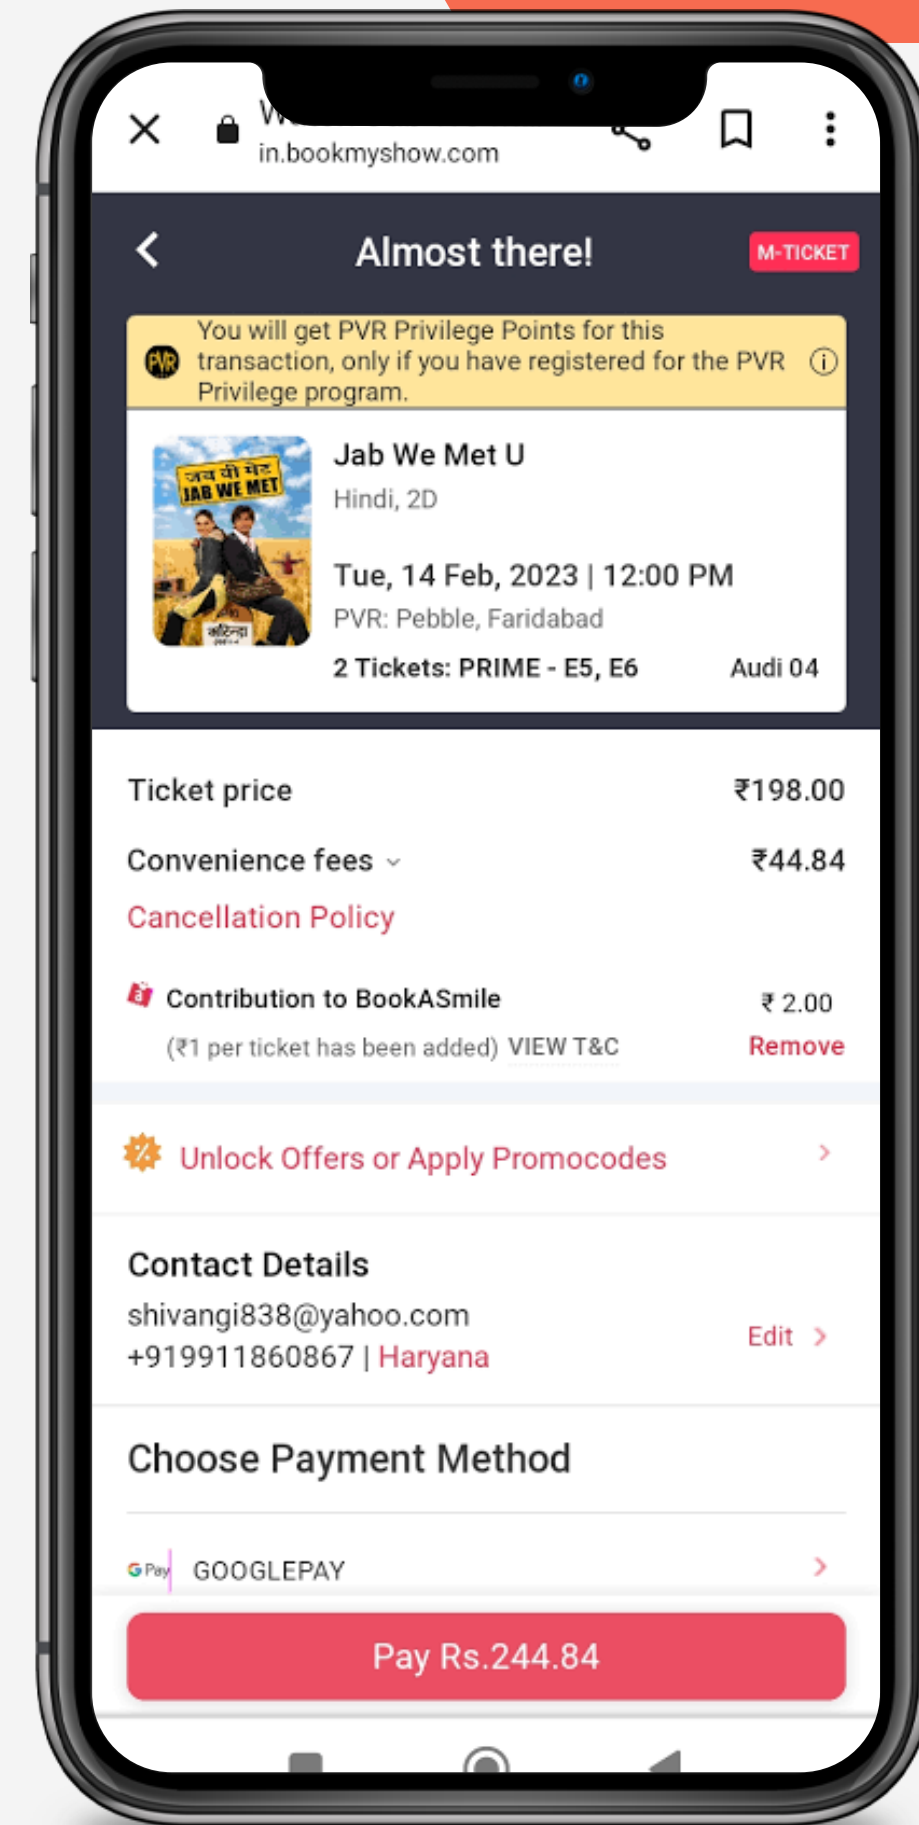 in.bookmyshow.com
Almost there!
M-TICKET
You will get PVR Privilege Points for this
PVR
transaction, only if you have registered for the PVR
Privilege program.
जब वी मेट
JAB WE MET
Jab We Met U
Hindi, 2D
Tue, 14 Feb, 2023 | 12:00 PM
PVR: Pebble, Faridabad
2 Tickets: PRIME - E5, E6 Audi 04
Ticket price ₹198.00
Convenience fees ₹44.84
Cancellation Policy
Contribution to BookASmile ₹ 2.00
(₹1 per ticket has been added) VIEW T&C Remove
Unlock Offers or Apply Promocodes
Contact Details
shivangi838@yahoo.com
+919911860867 | Haryana
Edit
Choose Payment Method
G Pay GOOGLEPAY
Pay Rs.244.84